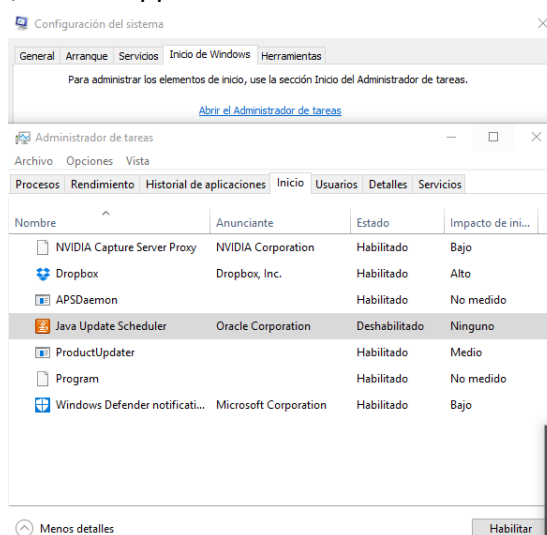 Configuración del sistema
General Arranque Servicios Inicio de Windows Herramientas
Para administrar los elementos de inicio, use la sección Inicio del Administrador de tareas.
Abrir el Administrador de tareas
Administrador de tareas
Archivo Opciones Vista
Procesos Rendimiento Historial de aplicaciones Inicio Usuarios Detalles Servicios
Nombre Anunciante Estado Impacto de ini...
NVIDIA Capture Server Proxy NVIDIA Corporation Habilitado Bajo
Dropbox Dropbox, Inc. Habilitado Alto
APSDaemon Habilitado No medido
Java Update Scheduler Oracle Corporation Deshabilitado Ninguno
ProductUpdater Habilitado Medio
Program Habilitado No medido
Windows Defender notificati... Microsoft Corporation Habilitado Bajo
Menos detalles Habilitar